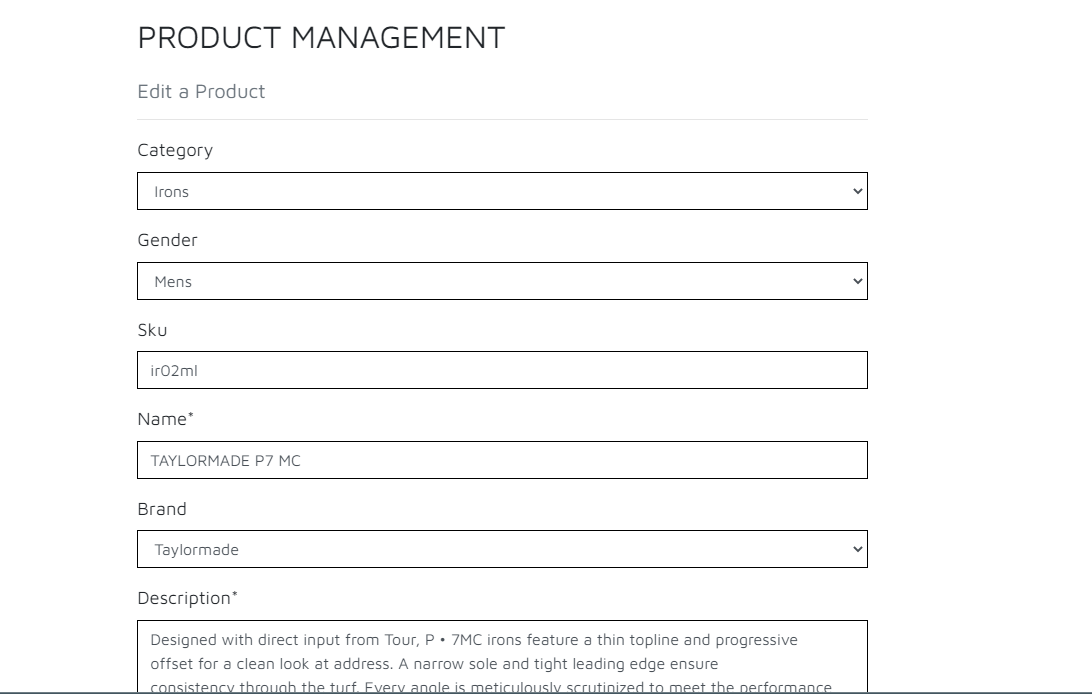 PRODUCT MANAGEMENT
Edit a Product
Category
Irons
Gender
Mens
Sku
ir02ml
Name*
TAYLORMADE P7 MC
Brand
Taylormade
Description*
Designed with direct input from Tour, P • 7MC irons feature a thin topline and progressive
offset for a clean look at address. A narrow sole and tight leading edge ensure
consistency through the turf. Every angle is meticulously scrutinized to meet the performance